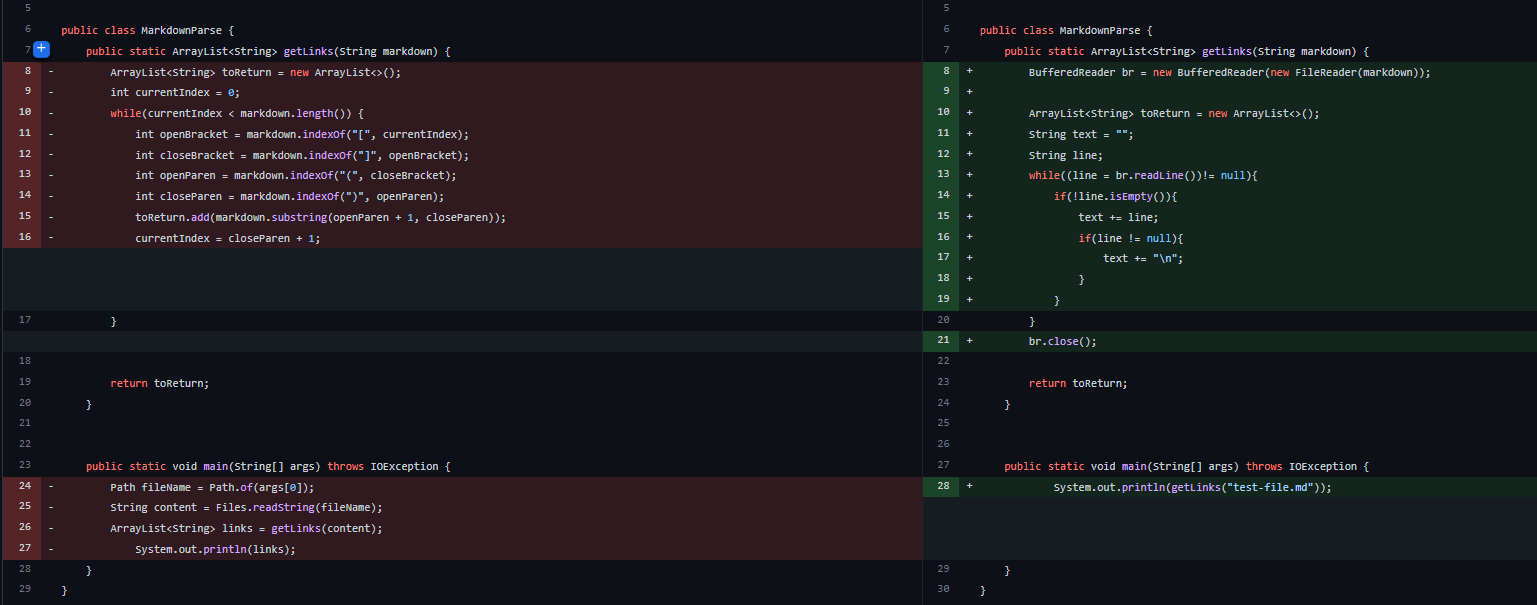 5
6 public class MarkdownParse {
7 + public static ArrayList<String> getLinks(String markdown) {
8 - ArrayList<String> toReturn = new ArrayList<>();
9 - int currentIndex = 0;
10 - while(currentIndex < markdown.length()) {
11 - int openBracket = markdown.indexOf("[", currentIndex);
12 - int closeBracket = markdown.indexOf("]", openBracket);
13 - int openParen = markdown.indexOf("(", closeBracket);
14 - int closeParen = markdown.indexOf(")", openParen);
15 - toReturn.add(markdown.substring(openParen + 1, closeParen));
16 - currentIndex = closeParen + 1;
17 }
18
19 return toReturn;
20 }
21
22
23 public static void main(String[] args) throws IOException {
24 - Path fileName = Path.of(args[0]);
25 - String content = Files.readString(fileName);
26 - ArrayList<String> links = getLinks(content);
27 - System.out.println(links);
28 }
29 }
5
6 public class MarkdownParse {
7 public static ArrayList<String> getLinks(String markdown) {
8 + BufferedReader br = new BufferedReader(new FileReader(markdown));
9 +
10 + ArrayList<String> toReturn = new ArrayList<>();
11 + String text = "";
12 + String line;
13 + while((line = br.readLine())!= null){
14 + if(!line.isEmpty()){
15 + text += line;
16 + if(line != null){
17 + text += "\n";
18 + }
19 + }
20 }
21 + br.close();
22
23 return toReturn;
24 }
25
26
27 public static void main(String[] args) throws IOException {
28 + System.out.println(getLinks("test-file.md"));
29 }
30 }